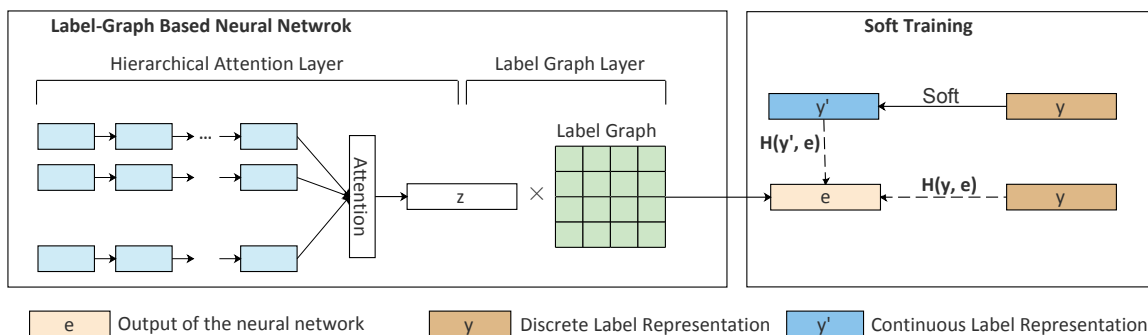 Label-Graph Based Neural Netwrok
Soft Training
Hierarchical Attention Layer
Label Graph Layer
...
Attention
z
×
Label Graph
y'
Soft
y
H(y', e)
e
H(y, e)
y
e
Output of the neural network
y
Discrete Label Representation
y'
Continuous Label Representation